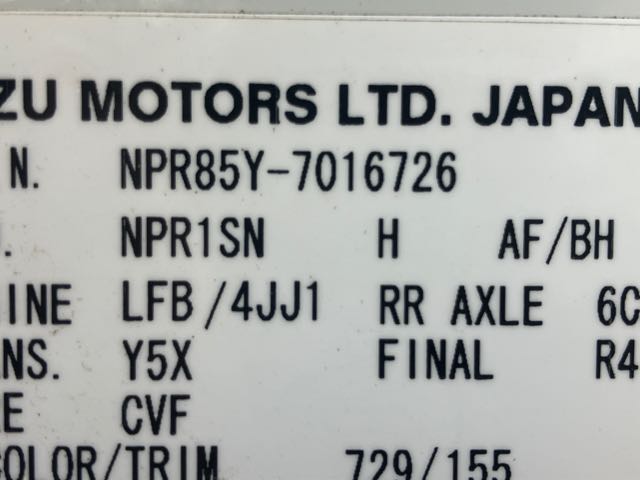 ZU MOTORS LTD. JAPAN
N. NPR85Y-7016726
. NPR1SN H AF/BH
INE LFB/4JJ1 RR AXLE 6C
NS. Y5X FINAL R4
E CVF
COLOR/TRIM 729/155